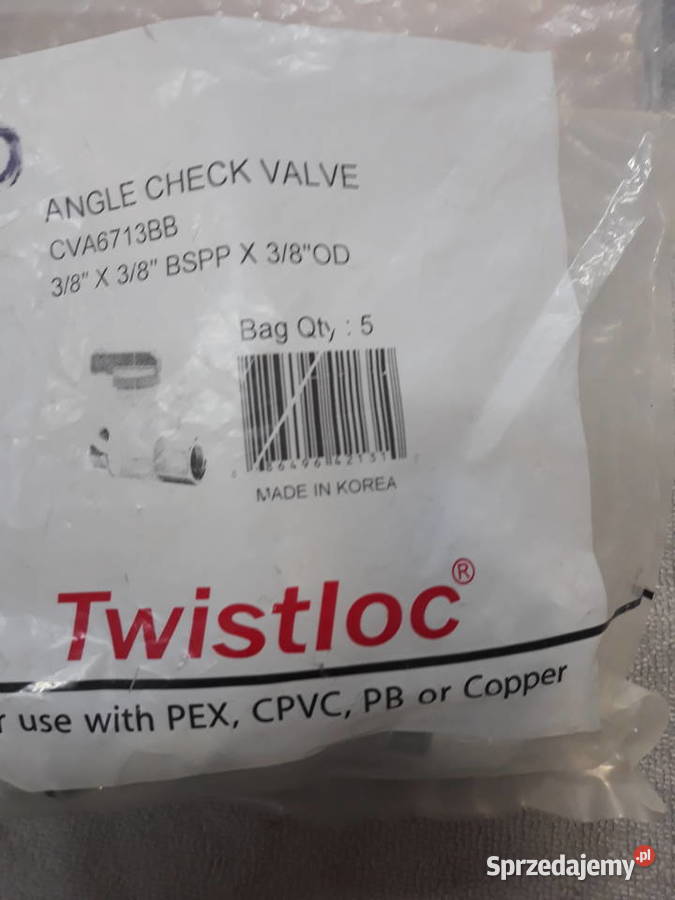 ANGLE CHECK VALVE
CVA6713BB
3/8" X 3/8" BSPP X 3/8"OD
Bag Qty : 5
MADE IN KOREA
Twistloc®
use with PEX, CPVC, PB or Copper
Sprzedajemy.pl